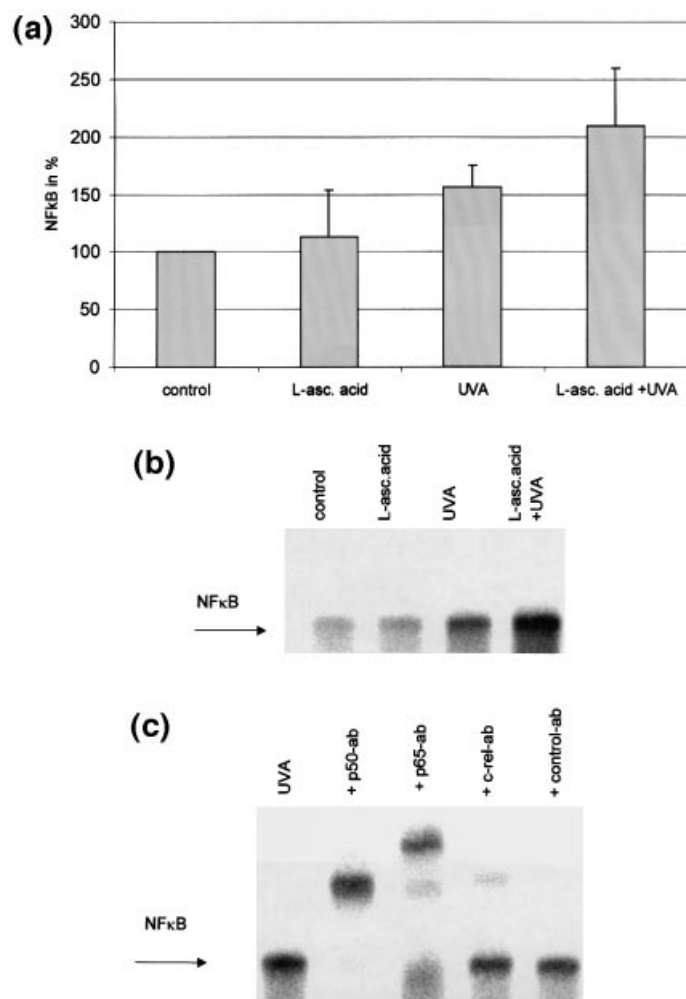 (a)
300
250
200
150
100
50
0
NFkB in %
control
L-asc. acid
UVA
L-asc. acid +UVA
(b)
control
L-asc.acid
UVA
L-asc.acid
+UVA
NFκB
(c)
UVA
+ p50-ab
+ p65-ab
+ c-rel-ab
+ control-ab
NFκB